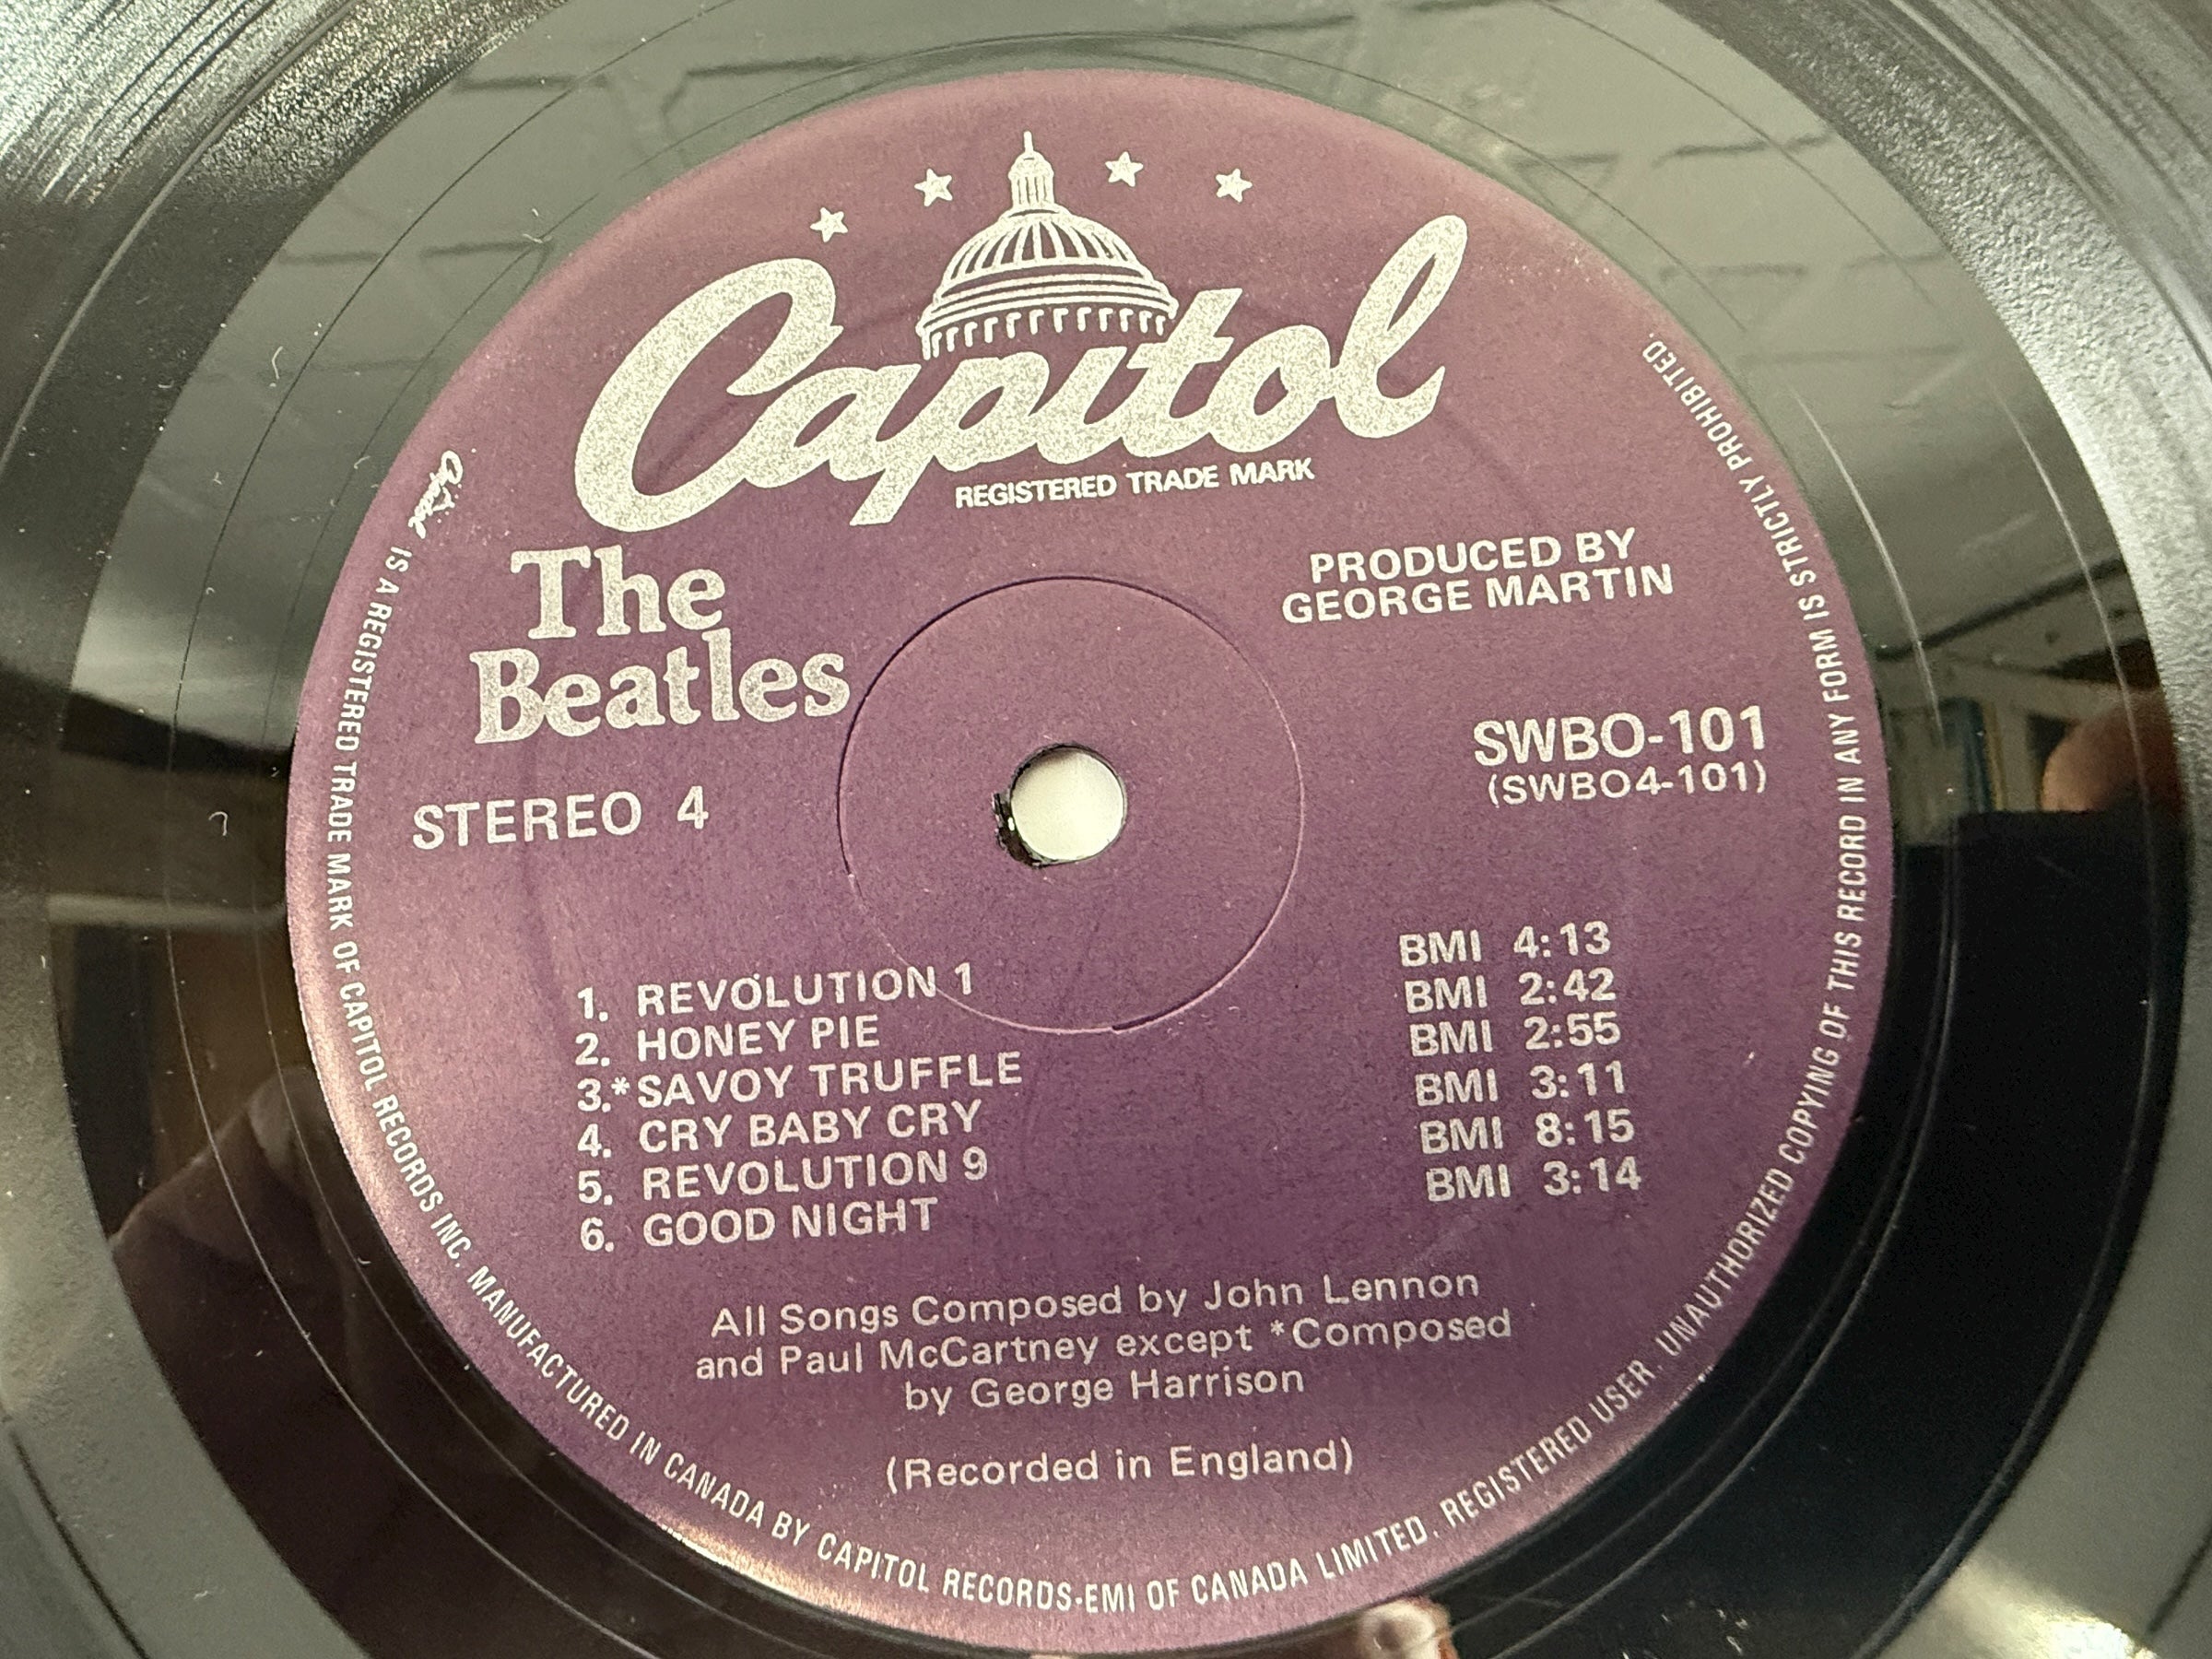 Capitol
REGISTERED TRADE MARK
The
Beatles
PRODUCED BY
GEORGE MARTIN
STEREO 4
SWBO-101
(SWBO4-101)
1. REVOLUTION 1 BMI 4:13
2. HONEY PIE BMI 2:42
3.*SAVOY TRUFFLE BMI 2:55
4. CRY BABY CRY BMI 3:11
5. REVOLUTION 9 BMI 8:15
6. GOOD NIGHT BMI 3:14
All Songs Composed by John Lennon
and Paul McCartney except *Composed
by George Harrison
(Recorded in England)
Capitol IS A REGISTERED TRADE MARK OF CAPITOL RECORDS INC. MANUFACTURED IN CANADA BY CAPITOL RECORDS-EMI OF CANADA LIMITED. REGISTERED USER. UNAUTHORIZED COPYING OF THIS RECORD IN ANY FORM IS STRICTLY PROHIBITED.